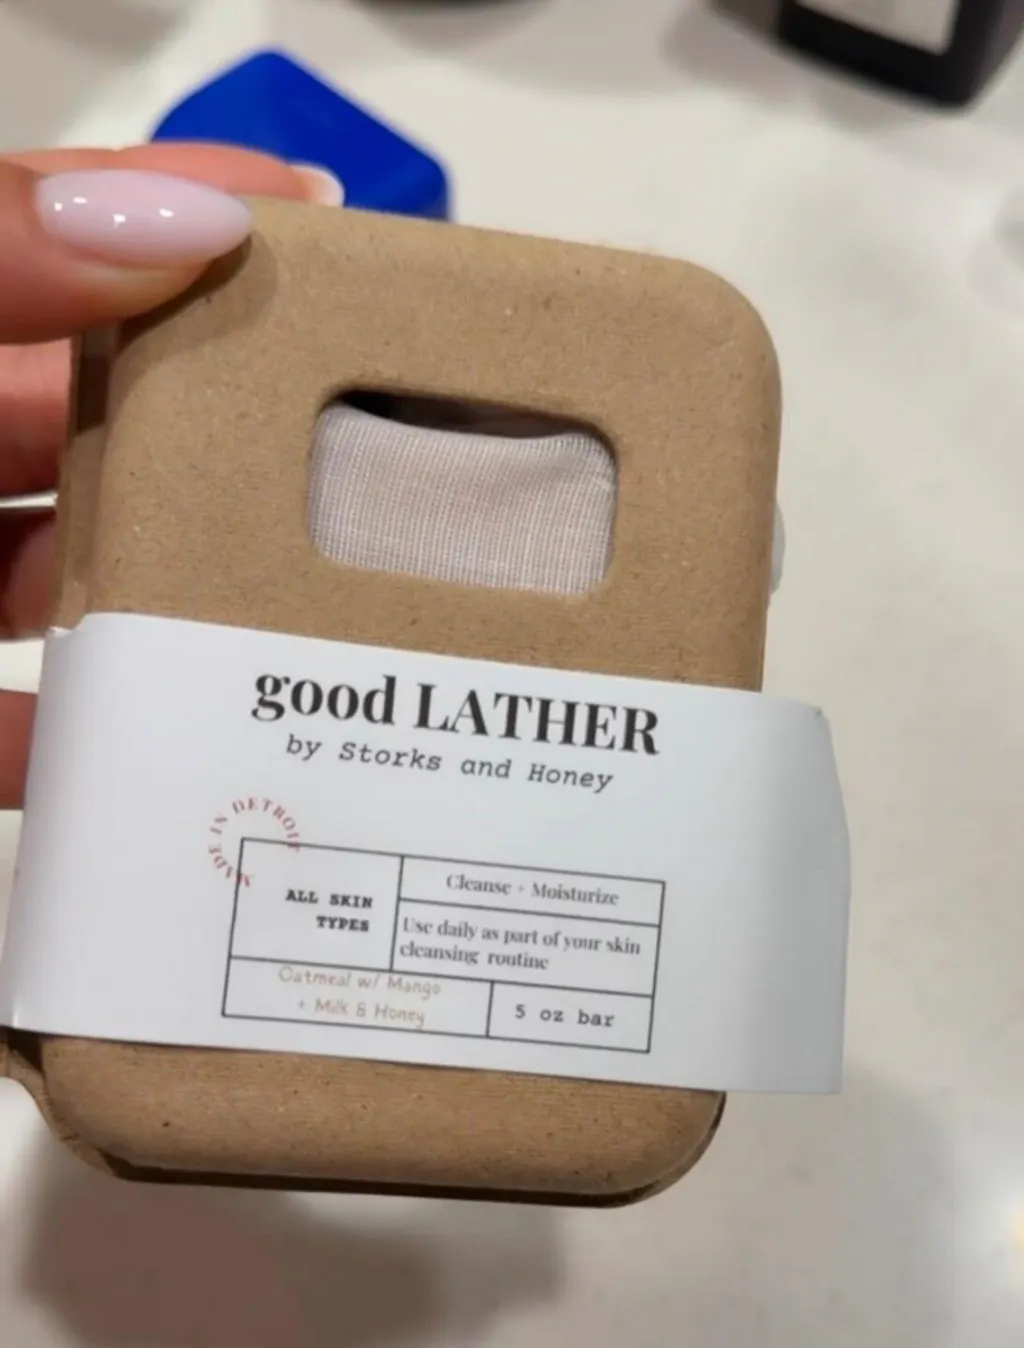 good LATHER
by Storks and Honey
MADE IN DETROIT
ALL SKIN
TYPES
Cleanse + Moisturize
Use daily as part of your skin
cleansing routine
Oatmeal w/ Mango
+ Milk & Honey
5 oz bar